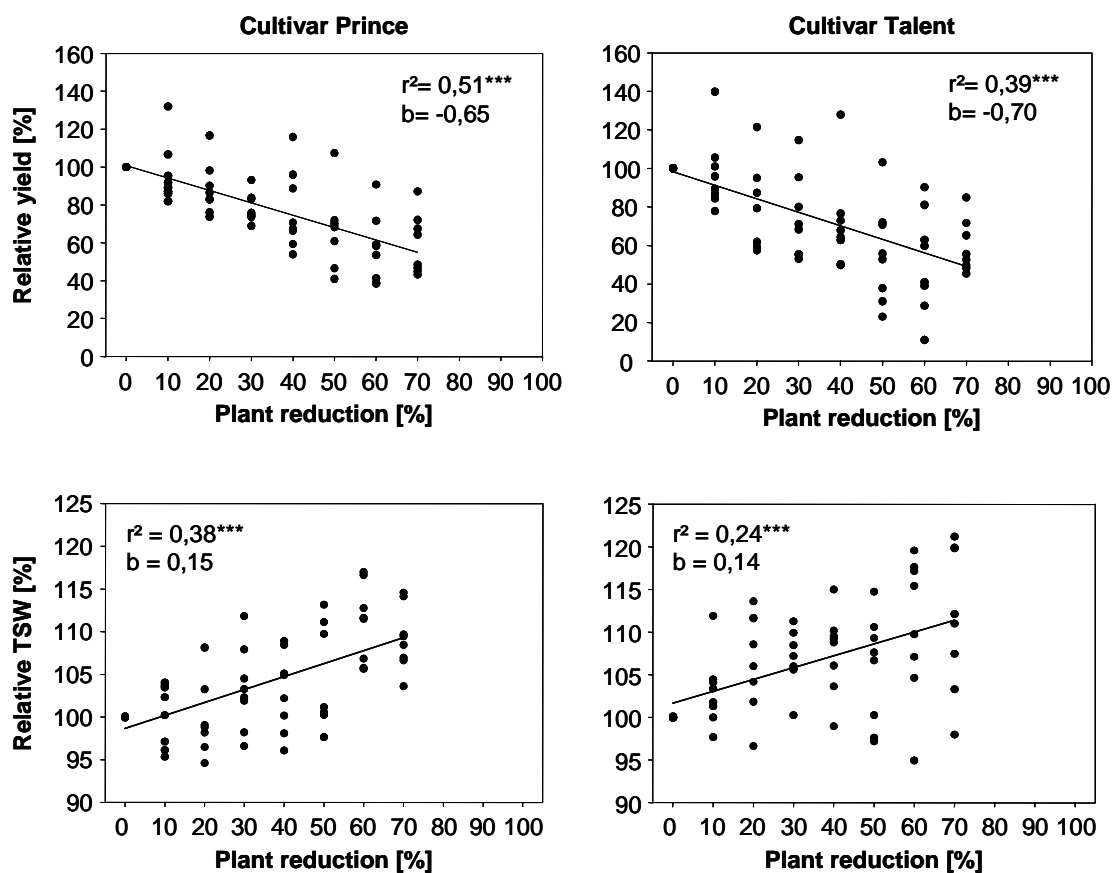 Cultivar Prince
Relative yield [%]
160
140
120
100
80
60
40
20
0
r²= 0,51***
b= -0,65
0 10 20 30 40 50 60 70 80 90 100
Plant reduction [%]
Cultivar Talent
160
140
120
100
80
60
40
20
0
r²= 0,39***
b= -0,70
0 10 20 30 40 50 60 70 80 90 100
Plant reduction [%]
Relative TSW [%]
125
120
115
110
105
100
95
90
r² = 0,38***
b = 0,15
0 10 20 30 40 50 60 70 80 90 100
Plant reduction [%]
125
120
115
110
105
100
95
90
r² = 0,24***
b = 0,14
0 10 20 30 40 50 60 70 80 90 100
Plant reduction [%]